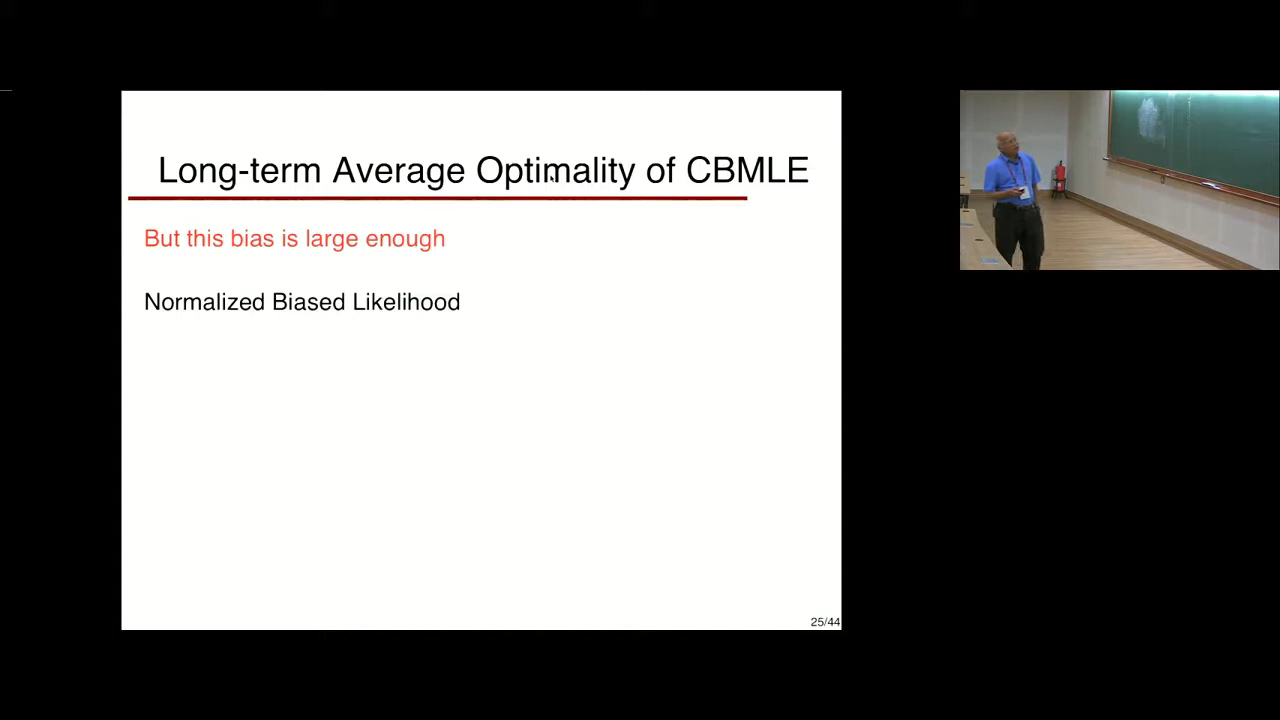 Long-term Average Optimality of CBMLE
But this bias is large enough
Normalized Biased Likelihood
25/44